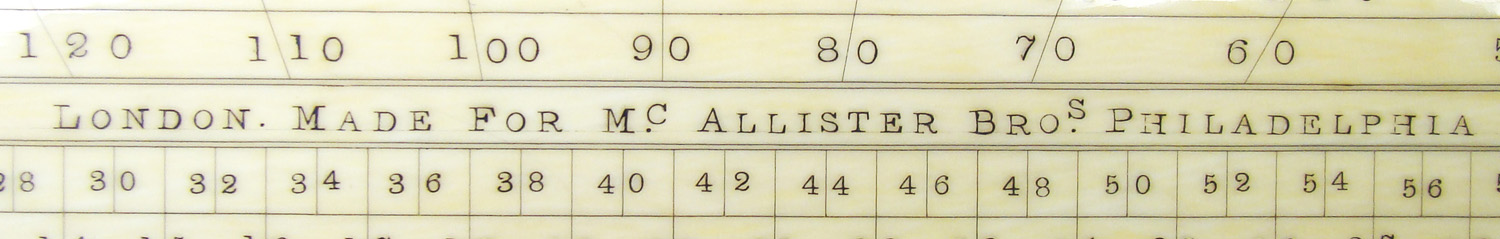 120 110 100 90 80 70 60
LONDON. MADE FOR Mc. ALLISTER BROs. PHILADELPHIA
28 30 32 34 36 38 40 42 44 46 48 50 52 54 56